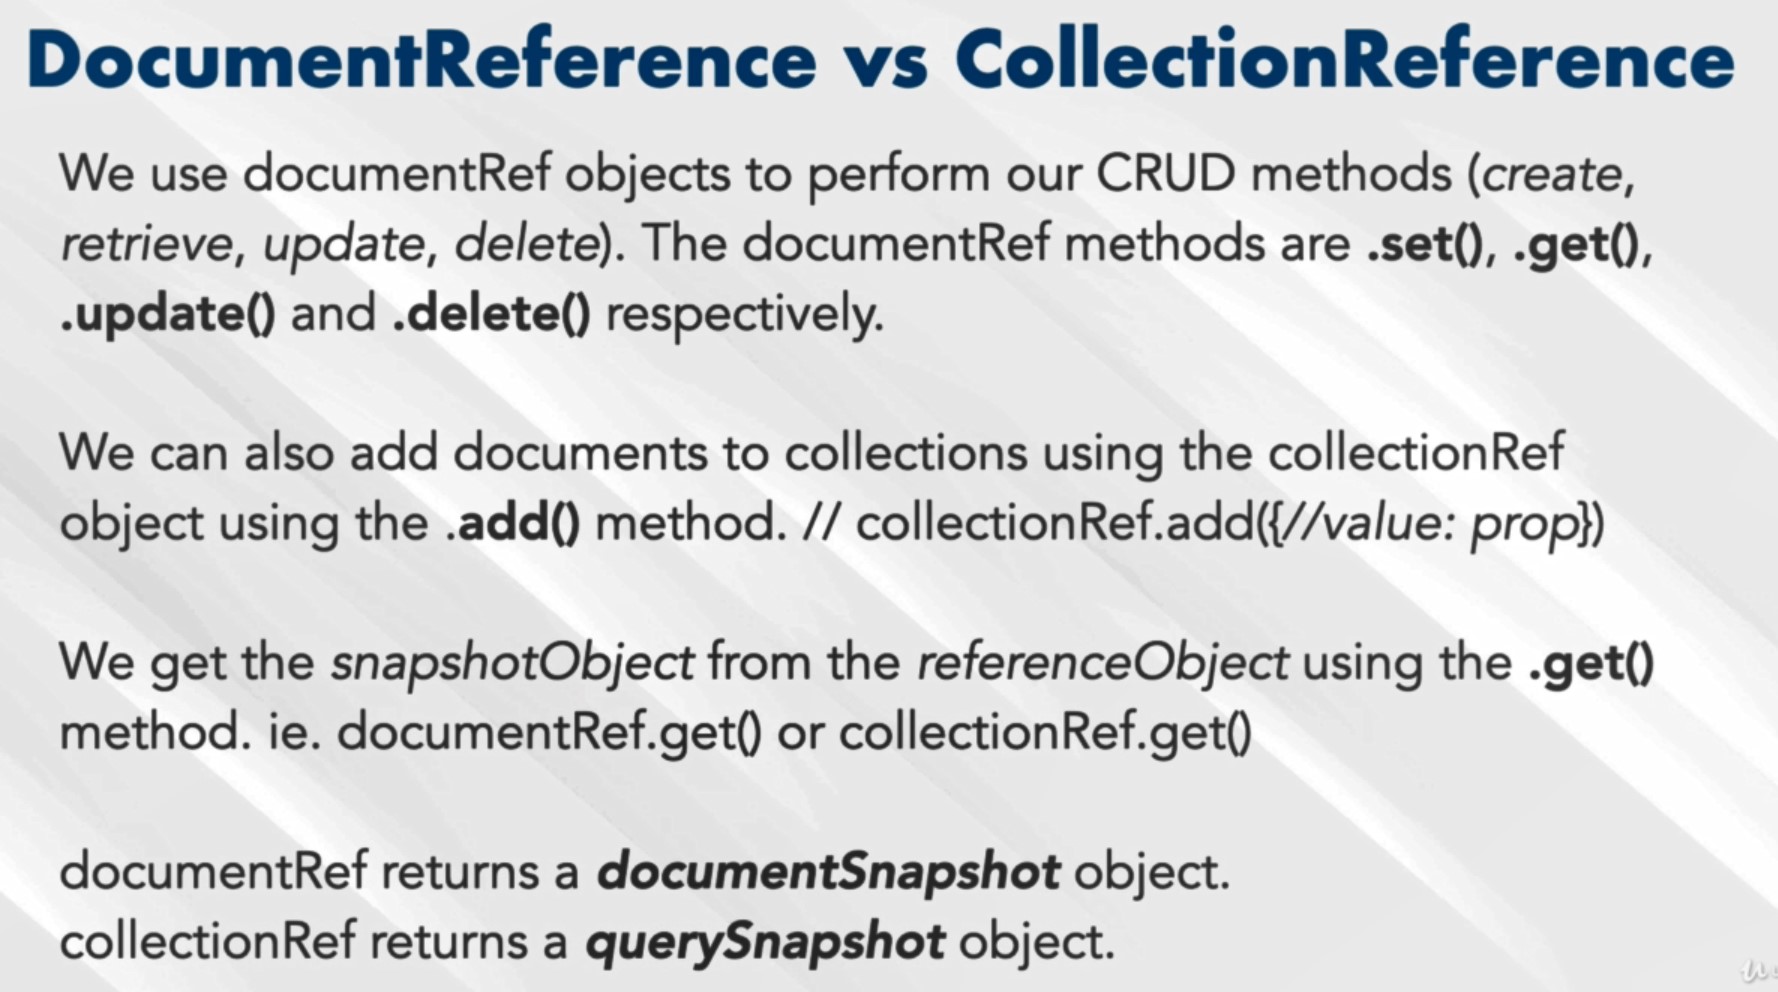 DocumentReference vs CollectionReference
We use documentRef objects to perform our CRUD methods (create,
retrieve, update, delete). The documentRef methods are .set(), .get(),
.update() and .delete() respectively.
We can also add documents to collections using the collectionRef
object using the .add() method. // collectionRef.add({//value: prop})
We get the snapshotObject from the referenceObject using the .get()
method. ie. documentRef.get() or collectionRef.get()
documentRef returns a documentSnapshot object.
collectionRef returns a querySnapshot object.